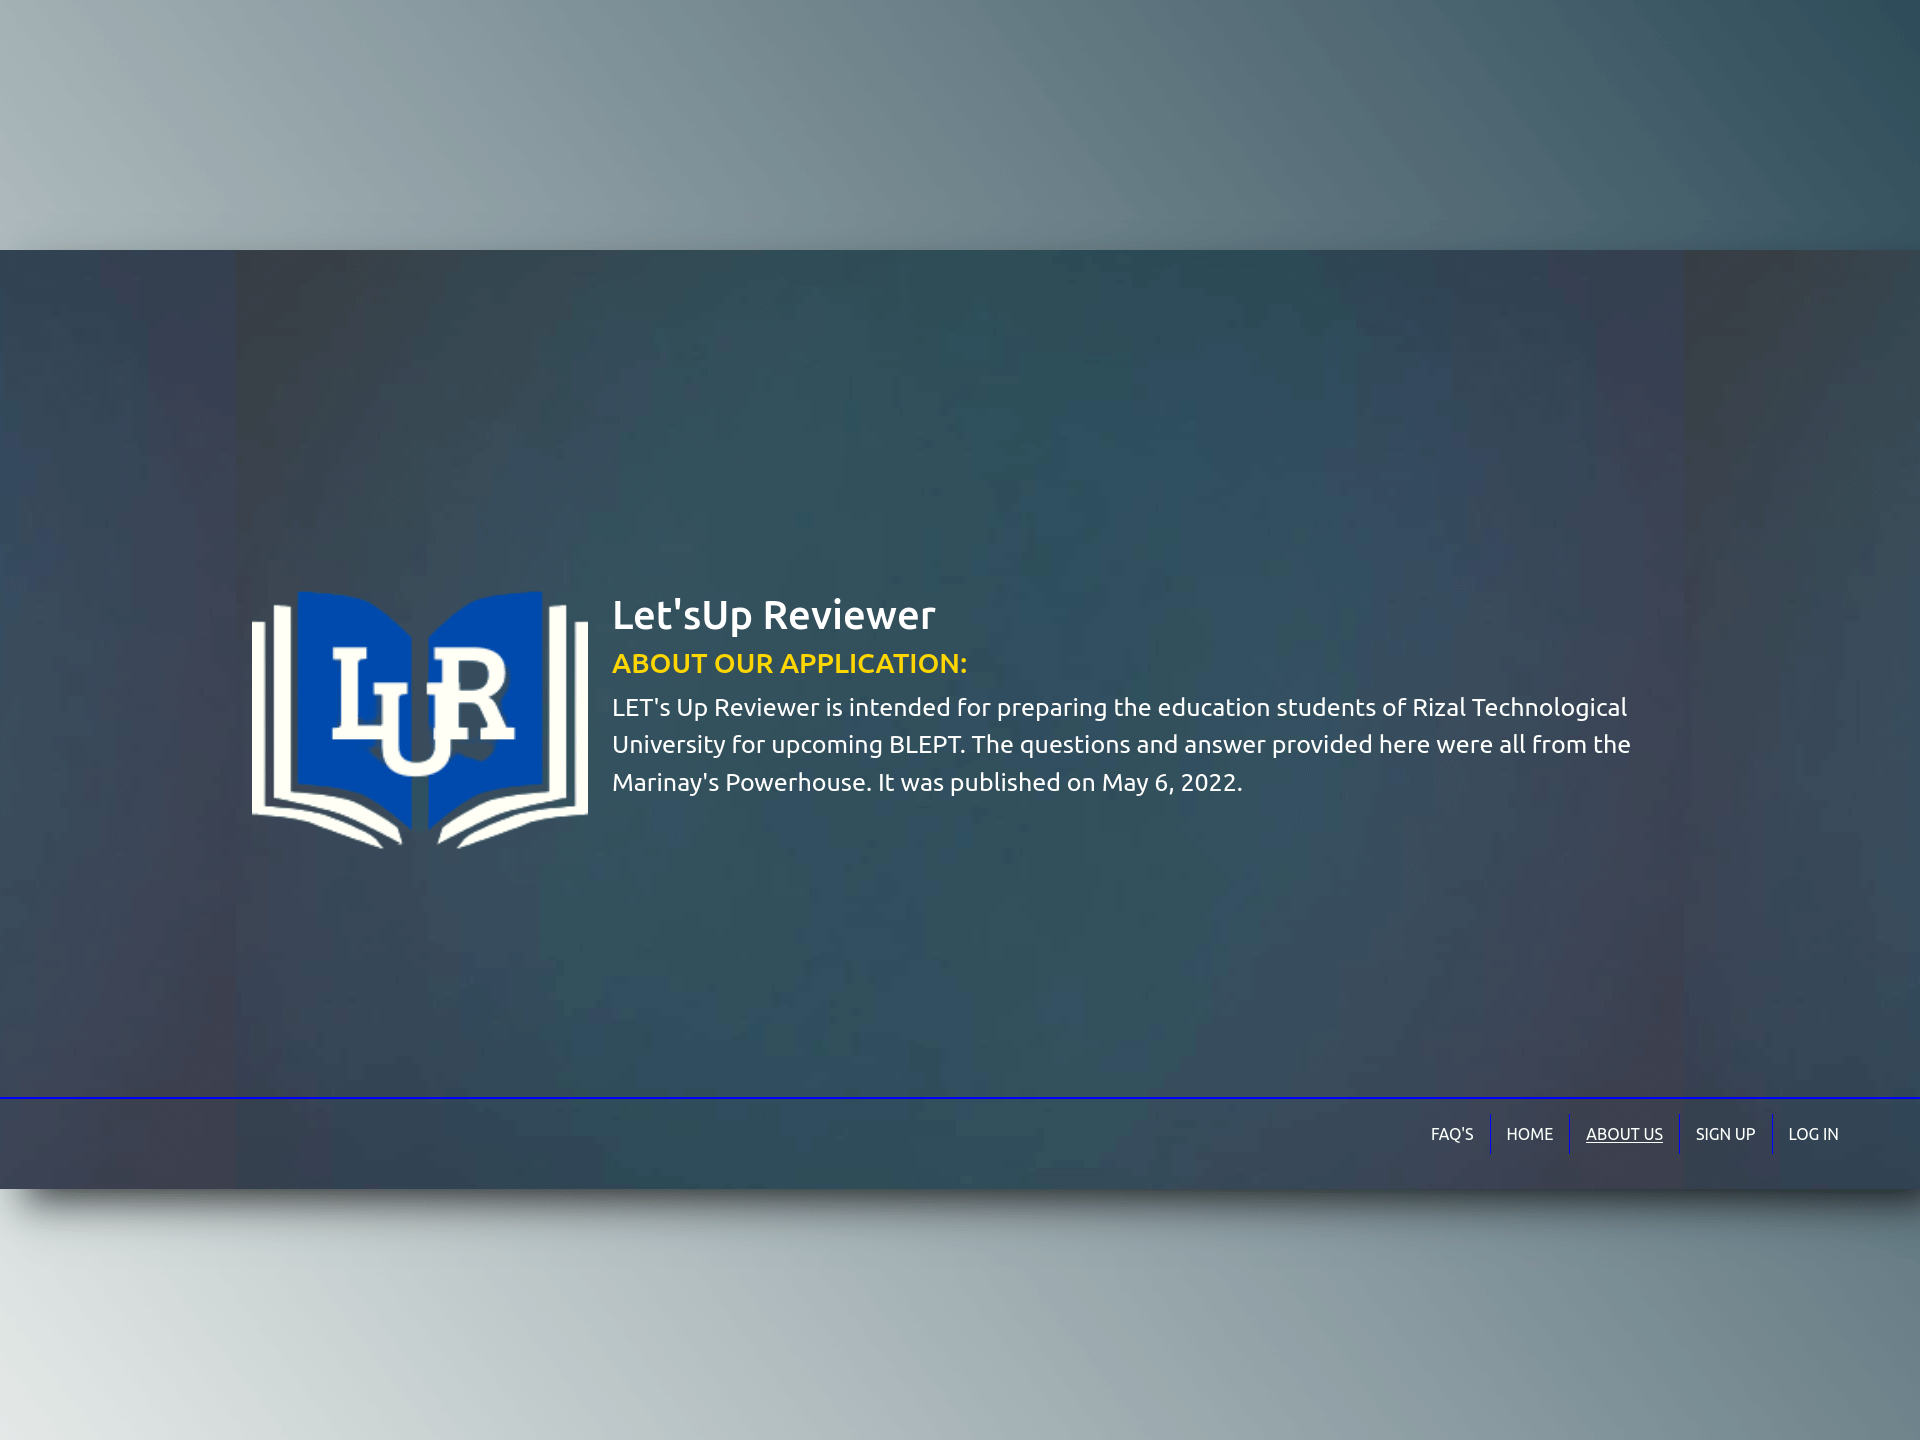 LUR
Let'sUp Reviewer
ABOUT OUR APPLICATION:
LET's Up Reviewer is intended for preparing the education students of Rizal Technological
University for upcoming BLEPT. The questions and answer provided here were all from the
Marinay's Powerhouse. It was published on May 6, 2022.
FAQ'S HOME ABOUT US SIGN UP LOG IN